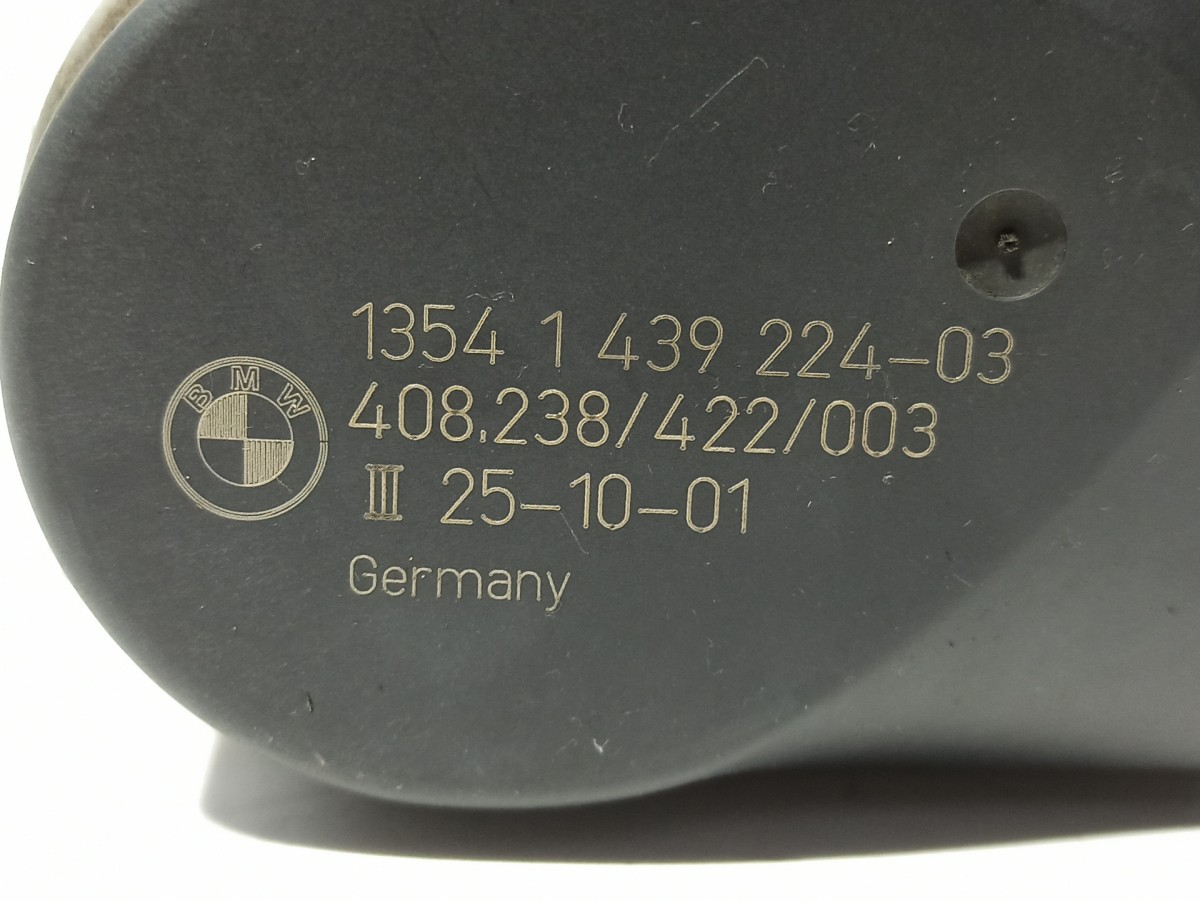 1354 1 439 224-03
BMW
408.238/422/003
III 25-10-01
Germany